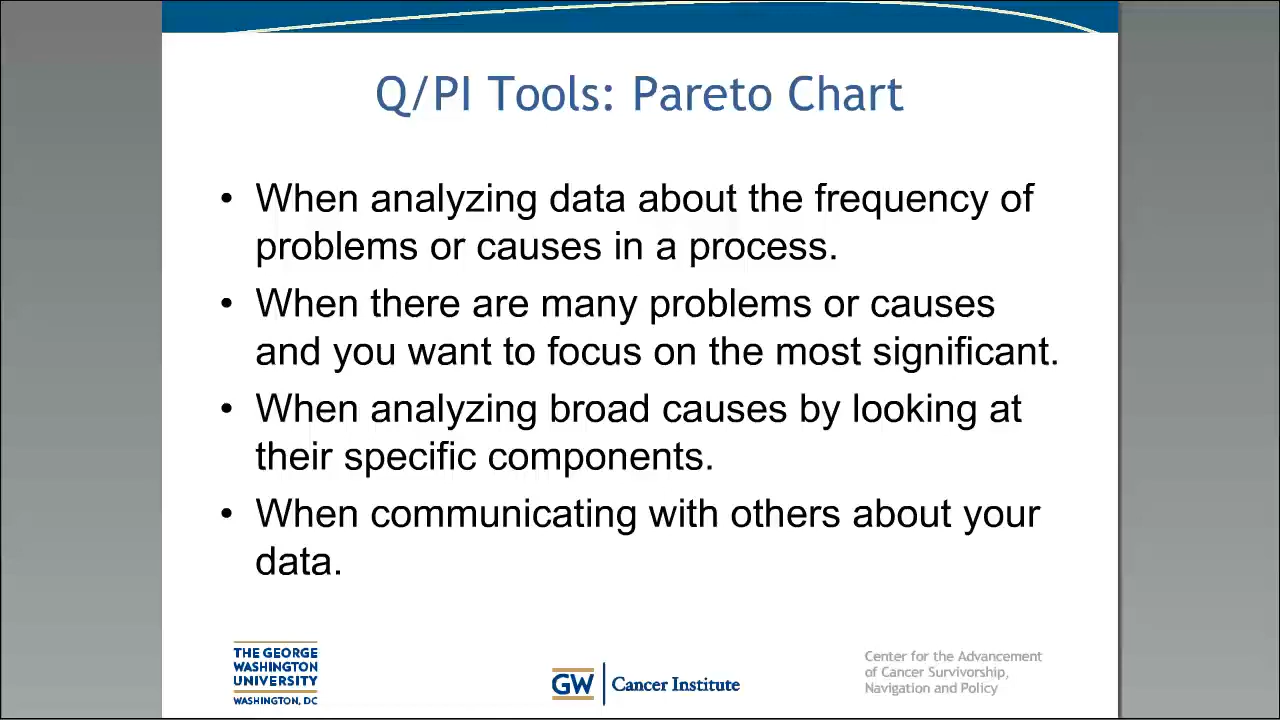 Q/PI Tools: Pareto Chart
• When analyzing data about the frequency of
problems or causes in a process.
• When there are many problems or causes
and you want to focus on the most significant.
• When analyzing broad causes by looking at
their specific components.
• When communicating with others about your
data.
THE GEORGE
WASHINGTON
UNIVERSITY
WASHINGTON, DC
GW Cancer Institute
Center for the Advancement
of Cancer Survivorship,
Navigation and Policy